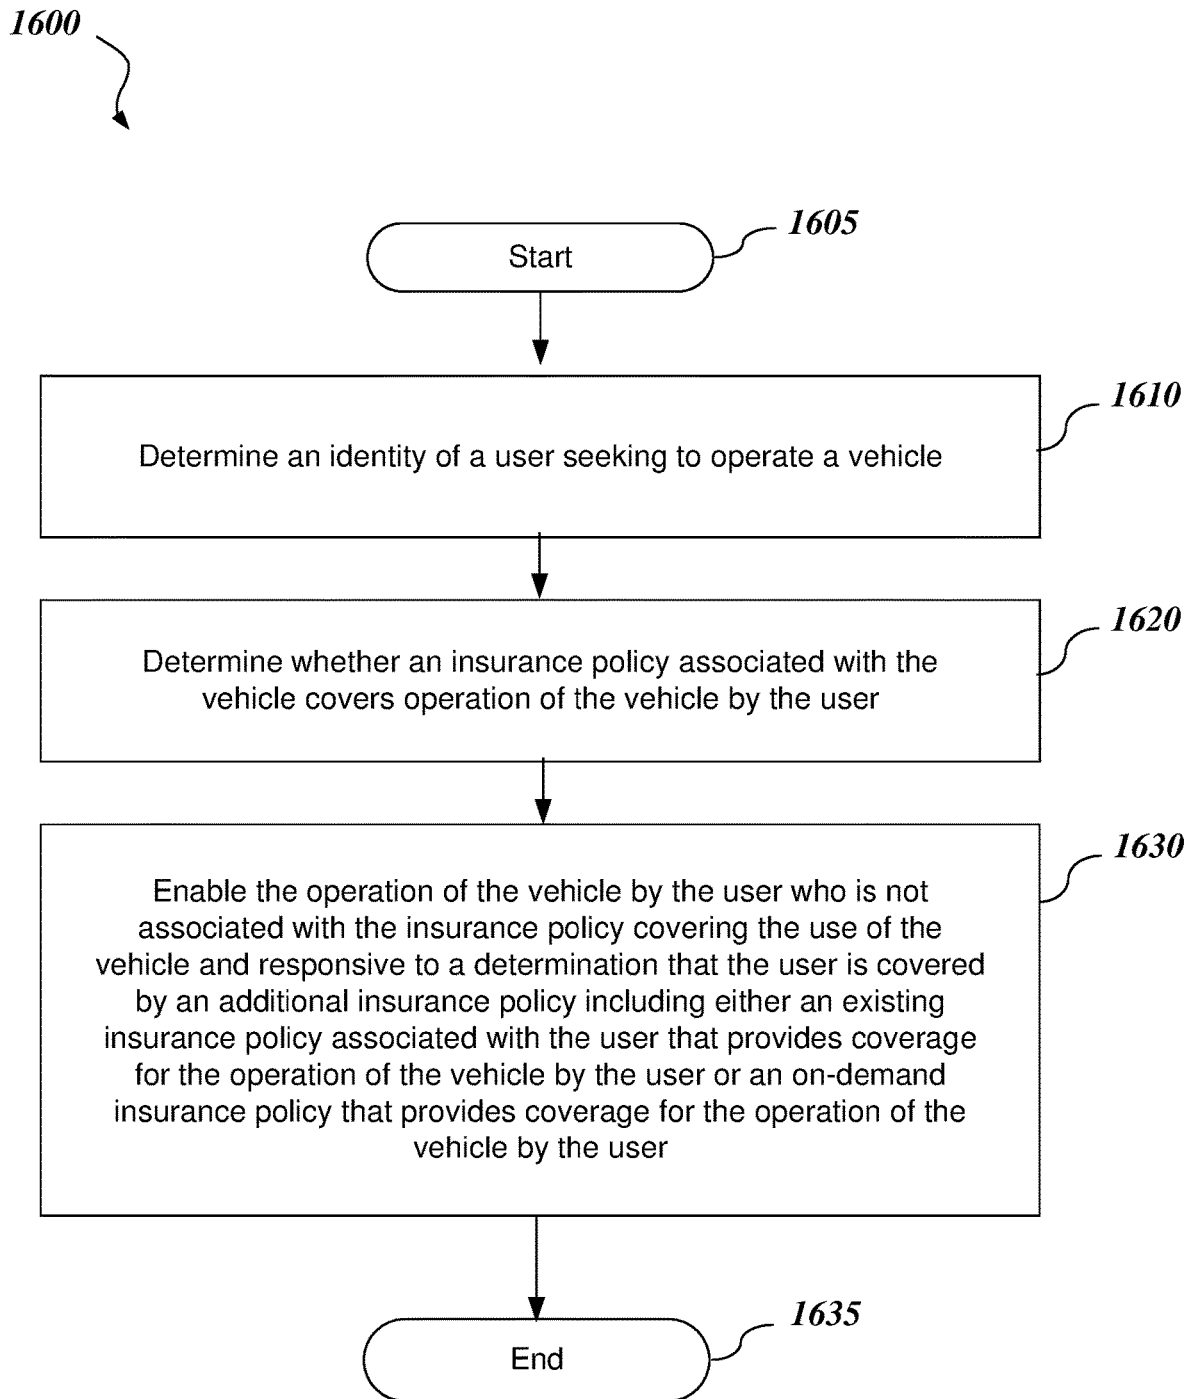 1600
Start
1605
Determine an identity of a user seeking to operate a vehicle
1610
Determine whether an insurance policy associated with the
vehicle covers operation of the vehicle by the user
1620
Enable the operation of the vehicle by the user who is not
associated with the insurance policy covering the use of the
vehicle and responsive to a determination that the user is covered
by an additional insurance policy including either an existing
insurance policy associated with the user that provides coverage
for the operation of the vehicle by the user or an on-demand
insurance policy that provides coverage for the operation of the
vehicle by the user
1630
End
1635